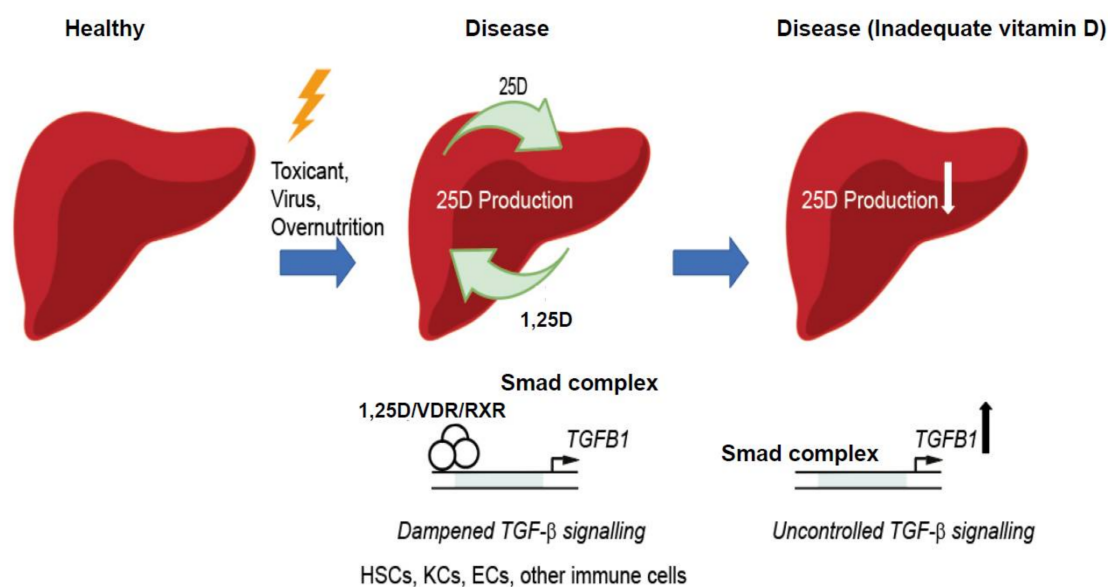 Healthy
Disease
Disease (Inadequate vitamin D)
Toxicant,
Virus,
Overnutrition
25D
25D Production
1,25D
25D Production
Smad complex
1,25D/VDR/RXR
TGFB1
Dampened TGF-β signalling
HSCs, KCs, ECs, other immune cells
Smad complex
TGFB1
Uncontrolled TGF-β signalling